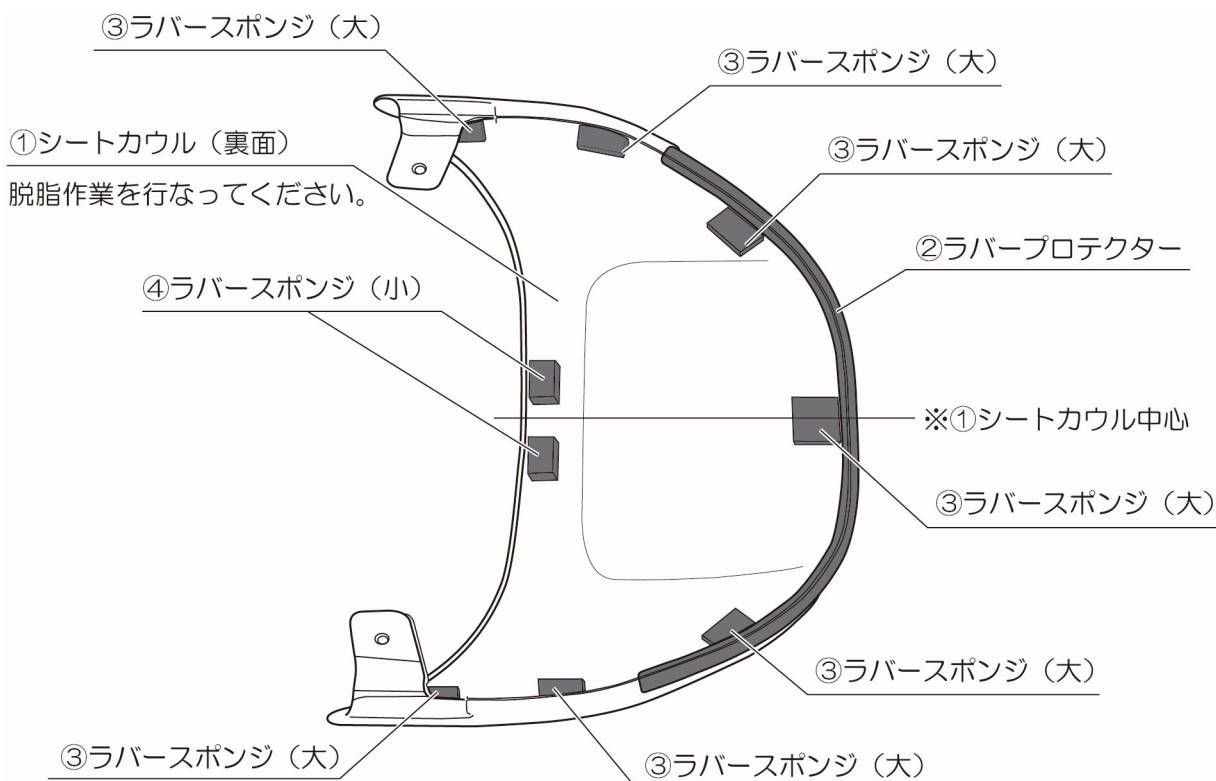 ③ラバースポンジ（大）
③ラバースポンジ（大）
①シートカウル（裏面）
脱脂作業を行なってください。
③ラバースポンジ（大）
②ラバープロテクター
④ラバースポンジ（小）
※①シートカウル中心
③ラバースポンジ（大）
③ラバースポンジ（大）
③ラバースポンジ（大）
③ラバースポンジ（大）